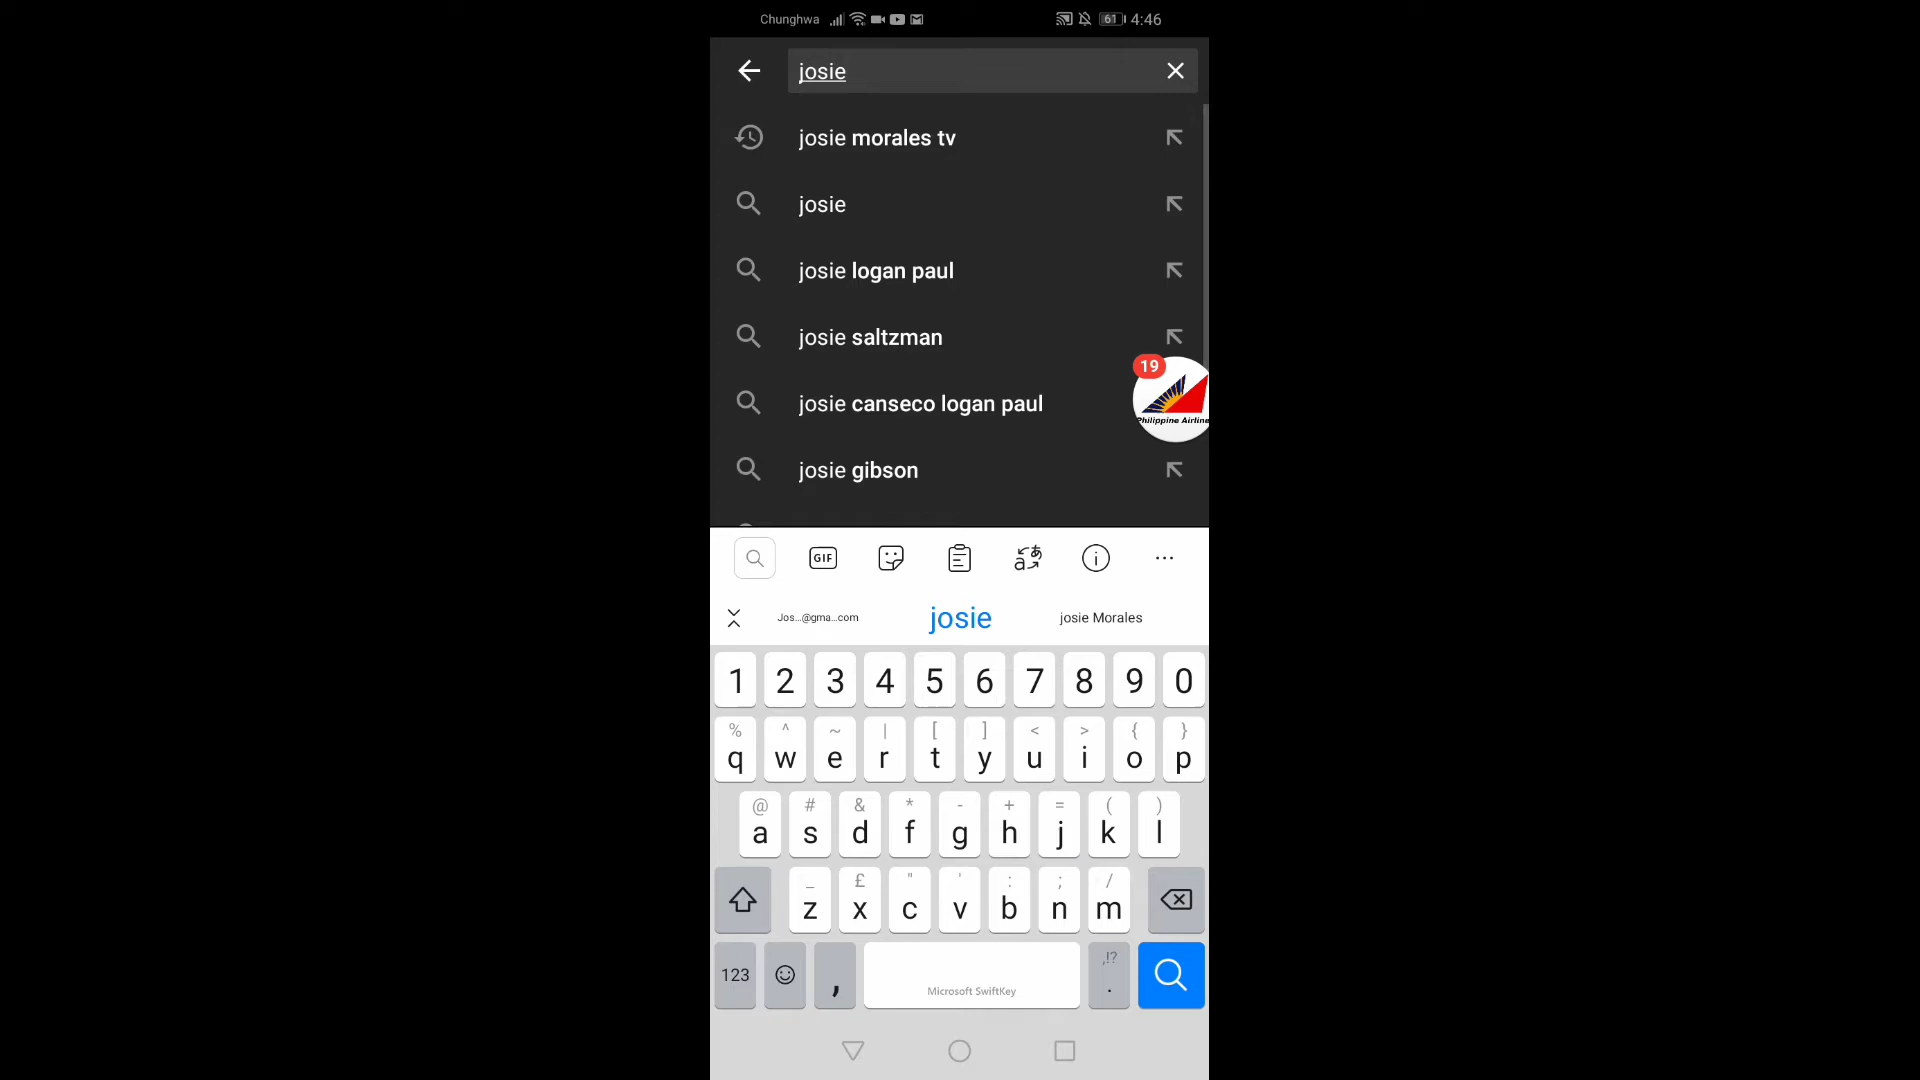 Chunghwa 61 4:46
josie
josie morales tv
josie
josie logan paul
josie saltzman
19
josie canseco logan paul
Philippine Airline
josie gibson
GIF
Jos...@gma...com josie josie Morales
1 2 3 4 5 6 7 8 9 0
% ^ ~ | [ ] < > { }
q w e r t y u i o p
@ # & * - + = ( )
a s d f g h j k l
_ £ " ' : ; /
z x c v b n m
,!?
123 , .
Microsoft SwiftKey